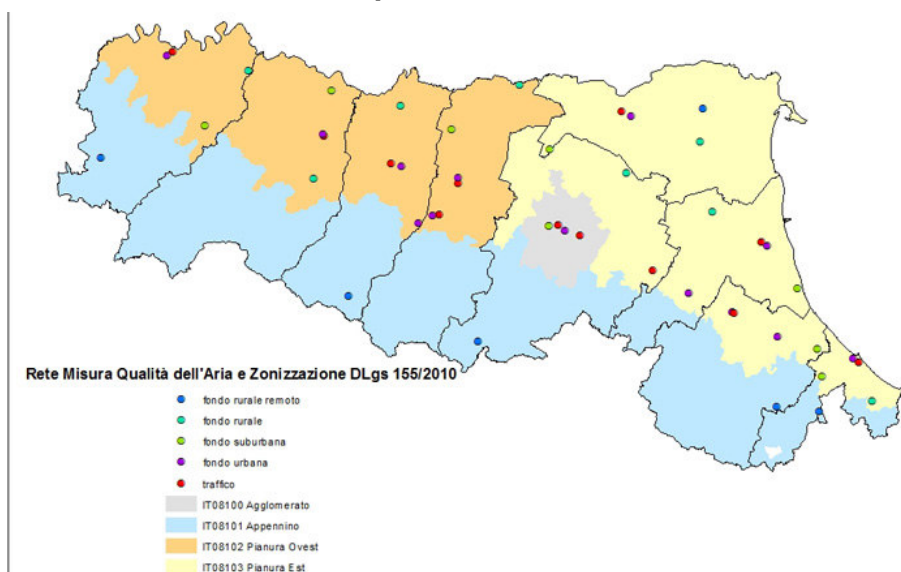 Rete Misura Qualità dell'Aria e Zonizzazione DLgs 155/2010
fondo rurale remoto
fondo rurale
fondo suburbana
fondo urbana
traffico
IT08100 Agglomerato
IT08101 Appennino
IT08102 Pianura Ovest
IT08103 Pianura Est